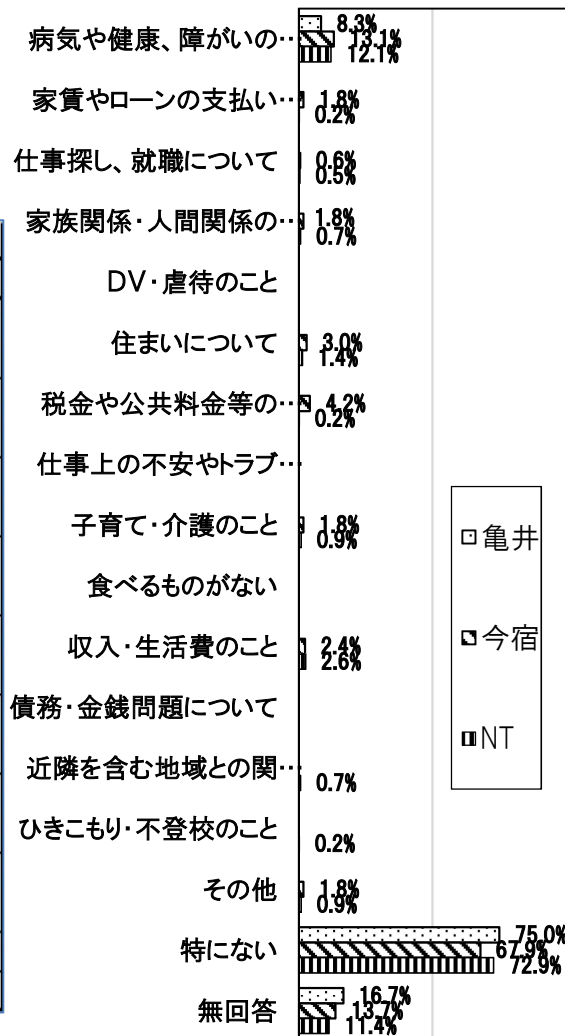 病気や健康、障がいの…
8.3%
13.1%
12.1%
家賃やローンの支払い…
1.8%
0.2%
仕事探し、就職について
0.6%
0.5%
家族関係・人間関係の…
1.8%
0.7%
DV・虐待のこと
住まいについて
3.0%
1.4%
税金や公共料金等の…
4.2%
0.2%
仕事上の不安やトラブ…
子育て・介護のこと
1.8%
0.9%
食べるものがない
収入・生活費のこと
2.4%
2.6%
債務・金銭問題について
近隣を含む地域との関…
0.7%
ひきこもり・不登校のこと
0.2%
その他
1.8%
0.9%
特にない
75.0%
67.9%
72.9%
無回答
16.7%
13.7%
11.4%
亀井
今宿
NT